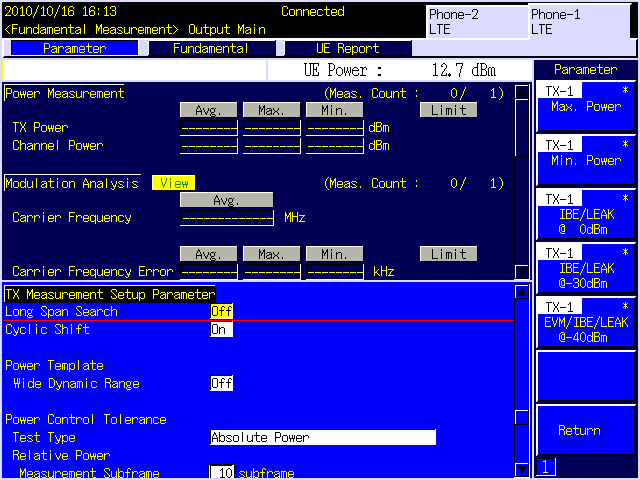 2010/10/16 16:13 Connected Phone-2 Phone-1
<Fundamental Measurement> Output Main LTE LTE
Parameter Fundamental UE Report
UE Power : 12.7 dBm Parameter
Power Measurement (Meas. Count : 0/ 1) TX-1 *
Max. Power
Avg. Max. Min. Limit
TX Power -------- -------- -------- dBm
Channel Power -------- -------- -------- dBm TX-1 *
Min. Power
Modulation Analysis View (Meas. Count : 0/ 1)
Avg. TX-1 *
Carrier Frequency ------------- MHz IBE/LEAK
@ 0dBm
Avg. Max. Min. Limit TX-1 *
Carrier Frequency Error -------- -------- -------- kHz IBE/LEAK
@-30dBm
TX Measurement Setup Parameter
Long Span Search Off TX-1 *
Cyclic Shift On EVM/IBE/LEAK
@-40dBm
Power Template
Wide Dynamic Range Off
Power Control Tolerance
Test Type Absolute Power Return
Relative Power
Measurement Subframe 10 subframe 1